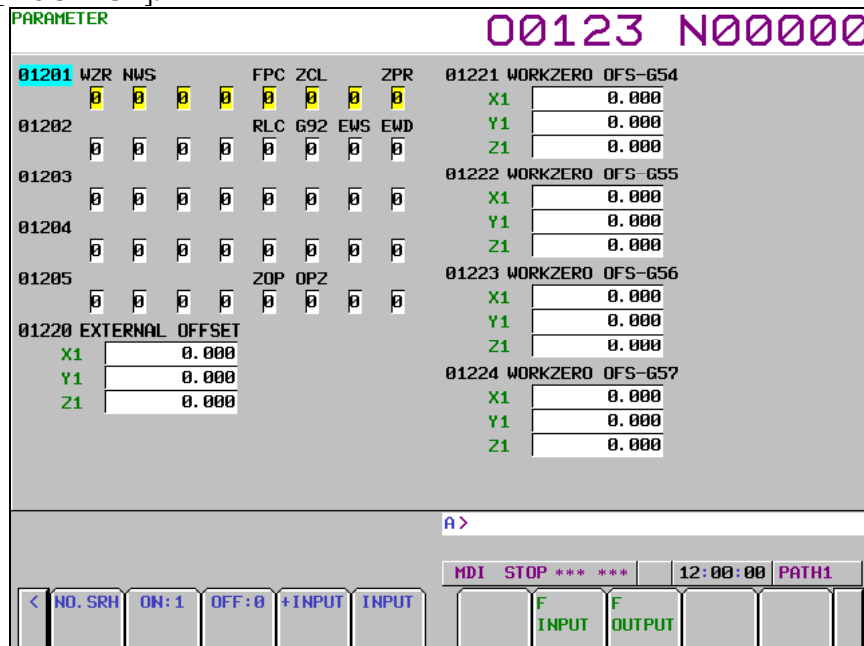 PARAMETER
O0123 N00000
01201 WZR NWS FPC ZCL ZPR
0 0 0 0 0 0 0 0
01202 RLC G92 EWS EWD
0 0 0 0 0 0 0 0
01203
0 0 0 0 0 0 0 0
01204
0 0 0 0 0 0 0 0
01205 ZOP OPZ
0 0 0 0 0 0 0 0
01220 EXTERNAL OFFSET
X1 0.000
Y1 0.000
Z1 0.000
01221 WORKZERO OFS-G54
X1 0.000
Y1 0.000
Z1 0.000
01222 WORKZERO OFS-G55
X1 0.000
Y1 0.000
Z1 0.000
01223 WORKZERO OFS-G56
X1 0.000
Y1 0.000
Z1 0.000
01224 WORKZERO OFS-G57
X1 0.000
Y1 0.000
Z1 0.000
A>
MDI STOP *** *** 12:00:00 PATH1
< NO.SRH ON:1 OFF:0 +INPUT INPUT
F INPUT
F OUTPUT